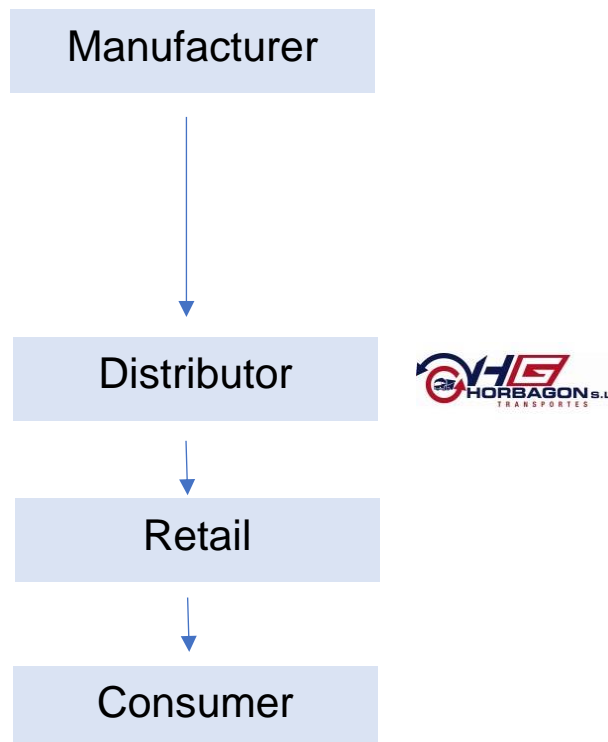 Manufacturer
Distributor
HG
HORBAGON S.L
TRANSPORTES
Retail
Consumer